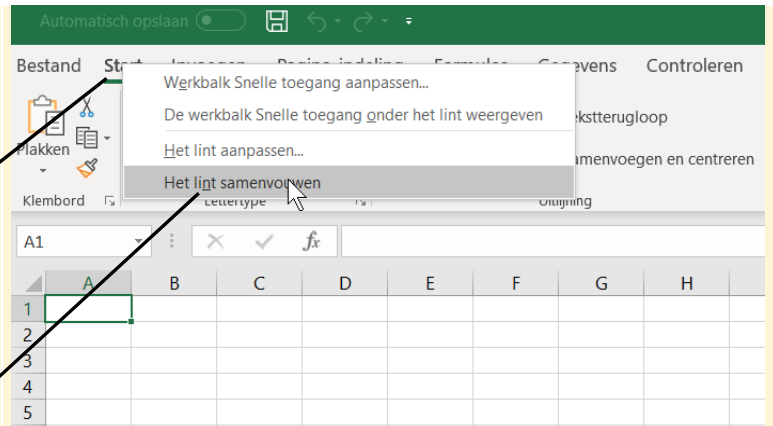 Automatisch opslaan
Bestand Start Invoegen Pagina-indeling Formules Gegevens Controleren
Werkbalk Snelle toegang aanpassen...
De werkbalk Snelle toegang onder het lint weergeven
Het lint aanpassen...
Het lint samenvouwen
Plakken
Klembord
Lettertype
Uitlijning
ekstterugloop
amenvoegen en centreren
A1
fx
A B C D E F G H
1
2
3
4
5